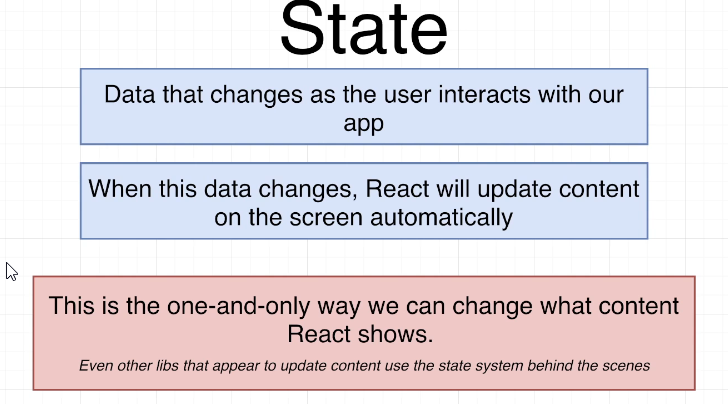 State
Data that changes as the user interacts with our
app
When this data changes, React will update content
on the screen automatically
This is the one-and-only way we can change what content
React shows.
Even other libs that appear to update content use the state system behind the scenes